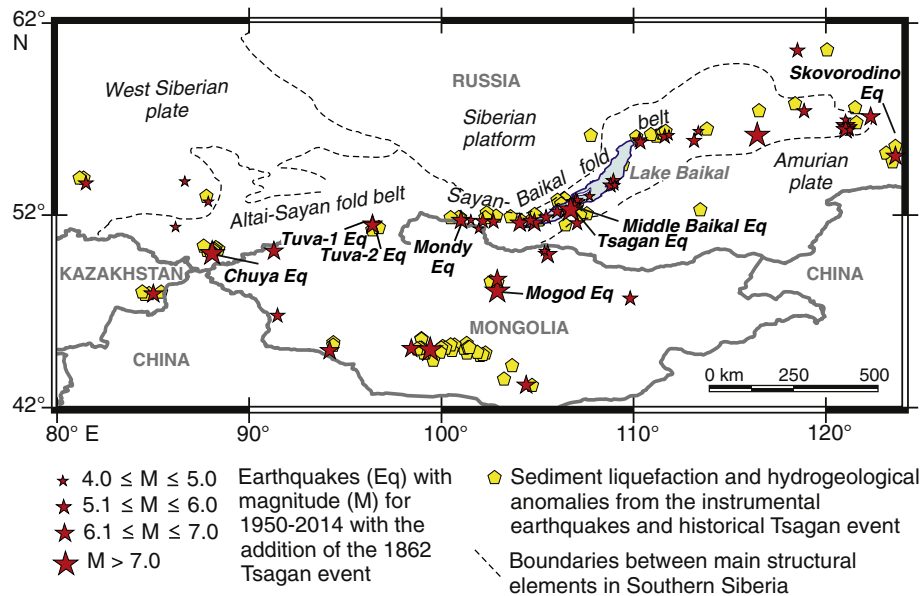 62°
N
52°
42°
80° E
90°
100°
110°
120°
West Siberian
plate
RUSSIA
Siberian
platform
Skovorodino
Eq
Amurian
plate
Sayan-Baikal fold belt
Lake Baikal
Altai-Sayan fold belt
Tuva-1 Eq
Tuva-2 Eq
Mondy
Eq
Middle Baikal Eq
Tsagan Eq
KAZAKHSTAN
Chuya Eq
Mogod Eq
CHINA
MONGOLIA
CHINA
0 km 250 500
4.0 ≤ M ≤ 5.0
5.1 ≤ M ≤ 6.0
6.1 ≤ M ≤ 7.0
M > 7.0
Earthquakes (Eq) with
magnitude (M) for
1950-2014 with the
addition of the 1862
Tsagan event
Sediment liquefaction and hydrogeological
anomalies from the instrumental
earthquakes and historical Tsagan event
Boundaries between main structural
elements in Southern Siberia